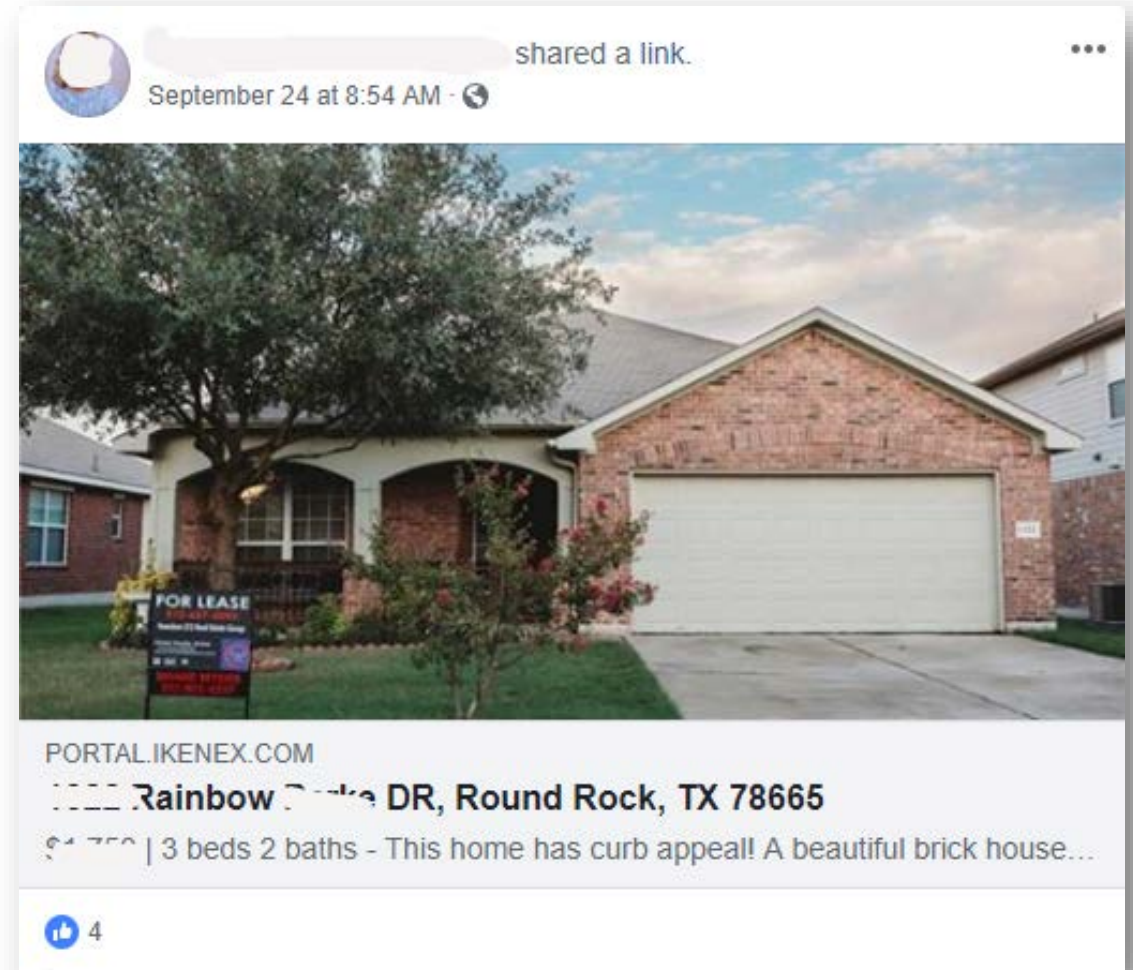 shared a link.
September 24 at 8:54 AM ·
FOR LEASE
PORTAL.IKENEX.COM
Rainbow DR, Round Rock, TX 78665
| 3 beds 2 baths - This home has curb appeal! A beautiful brick house...
4